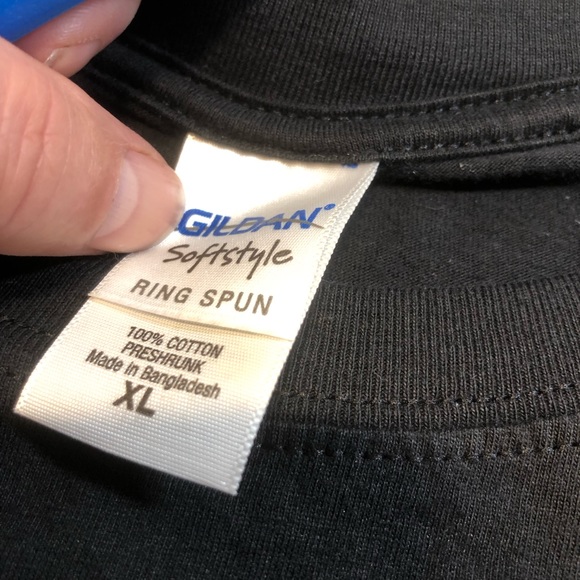 GILDAN®
Softstyle
RING SPUN
100% COTTON
PRESHRUNK
Made in Bangladesh
XL